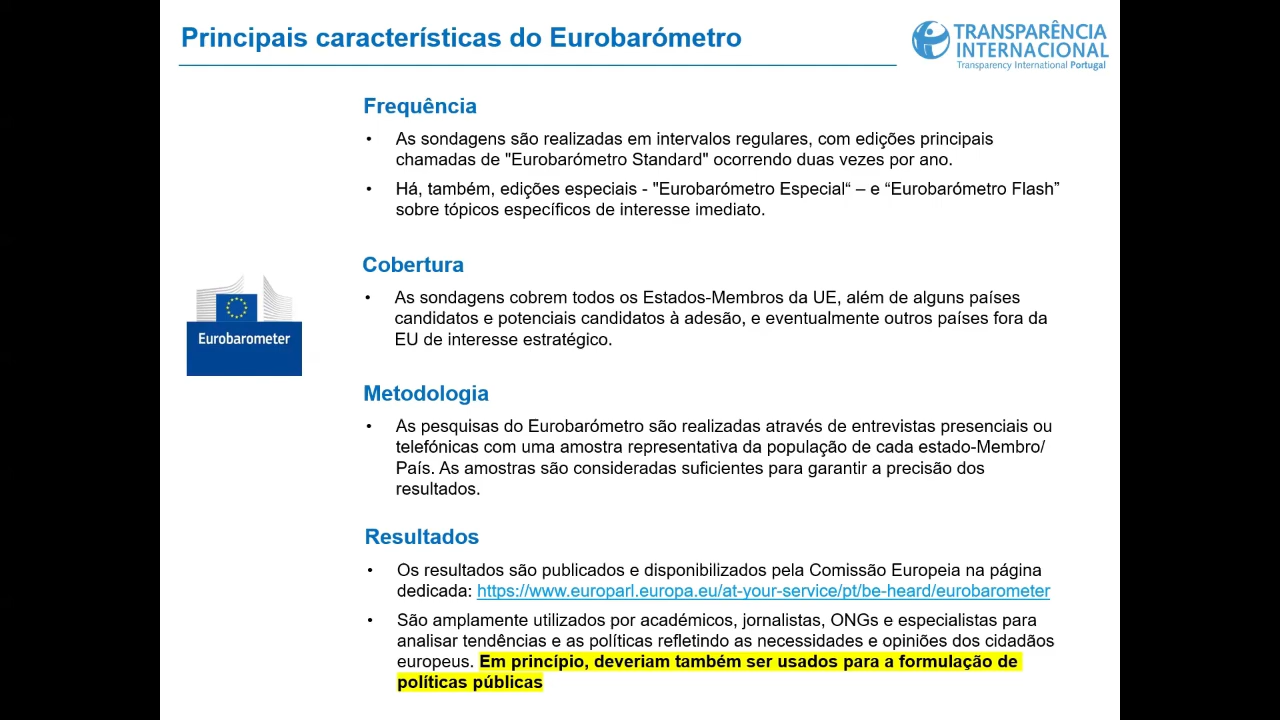 Principais características do Eurobarómetro
TRANSPARÊNCIA
INTERNACIONAL
Transparency International Portugal
Frequência
• As sondagens são realizadas em intervalos regulares, com edições principais
chamadas de "Eurobarómetro Standard" ocorrendo duas vezes por ano.
• Há, também, edições especiais - "Eurobarómetro Especial“ – e “Eurobarómetro Flash”
sobre tópicos específicos de interesse imediato.
Cobertura
• As sondagens cobrem todos os Estados-Membros da UE, além de alguns países
candidatos e potenciais candidatos à adesão, e eventualmente outros países fora da
EU de interesse estratégico.
Eurobarometer
Metodologia
• As pesquisas do Eurobarómetro são realizadas através de entrevistas presenciais ou
telefónicas com uma amostra representativa da população de cada estado-Membro/
País. As amostras são consideradas suficientes para garantir a precisão dos
resultados.
Resultados
• Os resultados são publicados e disponibilizados pela Comissão Europeia na página
dedicada: https://www.europarl.europa.eu/at-your-service/pt/be-heard/eurobarometer
• São amplamente utilizados por académicos, jornalistas, ONGs e especialistas para
analisar tendências e as políticas refletindo as necessidades e opiniões dos cidadãos
europeus. Em princípio, deveriam também ser usados para a formulação de
políticas públicas